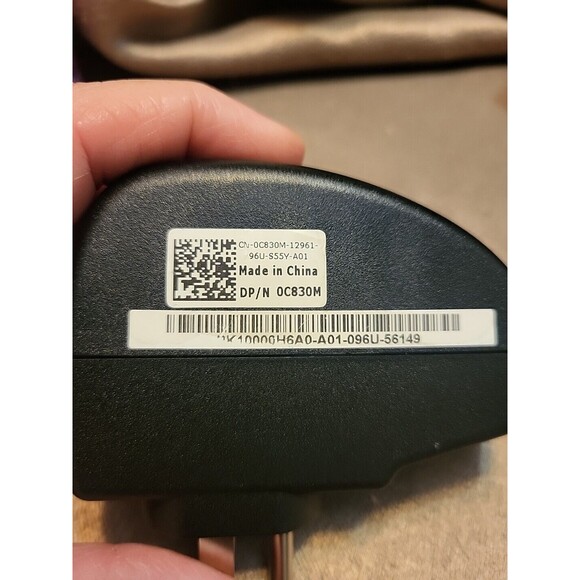 CN-0C830M-12961-
96U-S55Y-A01
Made in China
DP/N 0C830M
K10000H6A0-A01-096U-56149